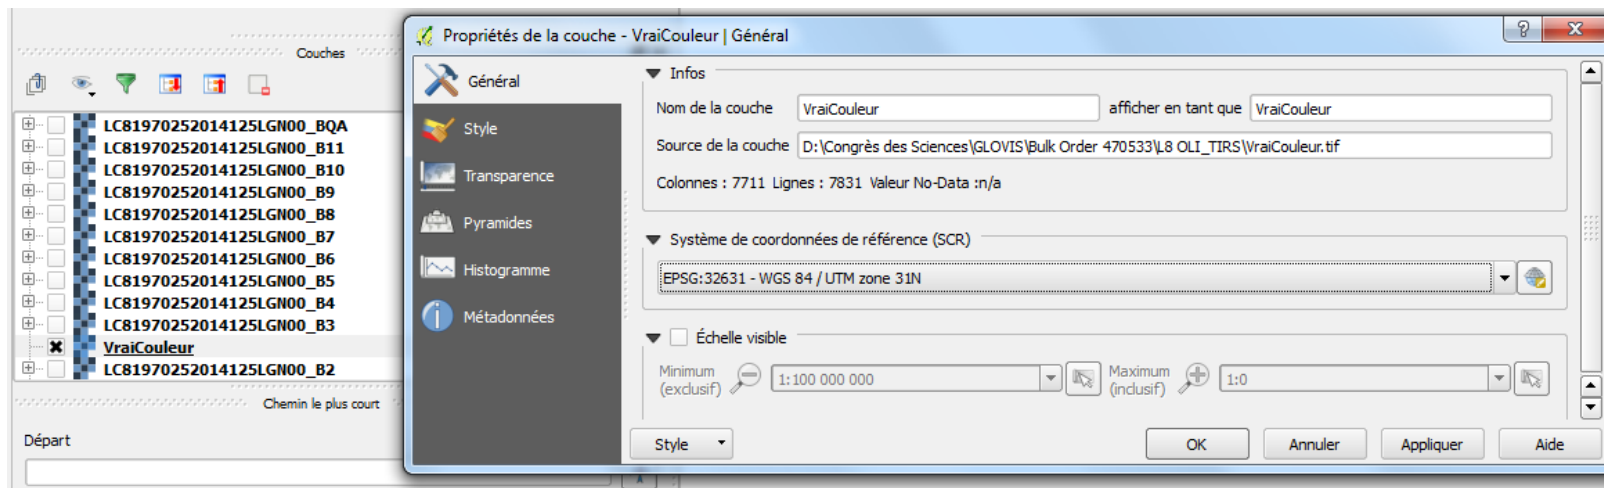 Couches
LC81970252014125LGN00_BQA
LC81970252014125LGN00_B11
LC81970252014125LGN00_B10
LC81970252014125LGN00_B9
LC81970252014125LGN00_B8
LC81970252014125LGN00_B7
LC81970252014125LGN00_B6
LC81970252014125LGN00_B5
LC81970252014125LGN00_B4
LC81970252014125LGN00_B3
VraiCouleur
LC81970252014125LGN00_B2
Chemin le plus court
Départ
Propriétés de la couche - VraiCouleur | Général
Général
Style
Transparence
Pyramides
Histogramme
Métadonnées
Infos
Nom de la couche VraiCouleur afficher en tant que VraiCouleur
Source de la couche D:\Congrès des Sciences\GLOVIS\Bulk Order 470533\L8 OLI_TIRS\VraiCouleur.tif
Colonnes : 7711 Lignes : 7831 Valeur No-Data :n/a
Système de coordonnées de référence (SCR)
EPSG:32631 - WGS 84 / UTM zone 31N
Échelle visible
Minimum (exclusif) 1:100 000 000 Maximum (inclusif) 1:0
Style OK Annuler Appliquer Aide